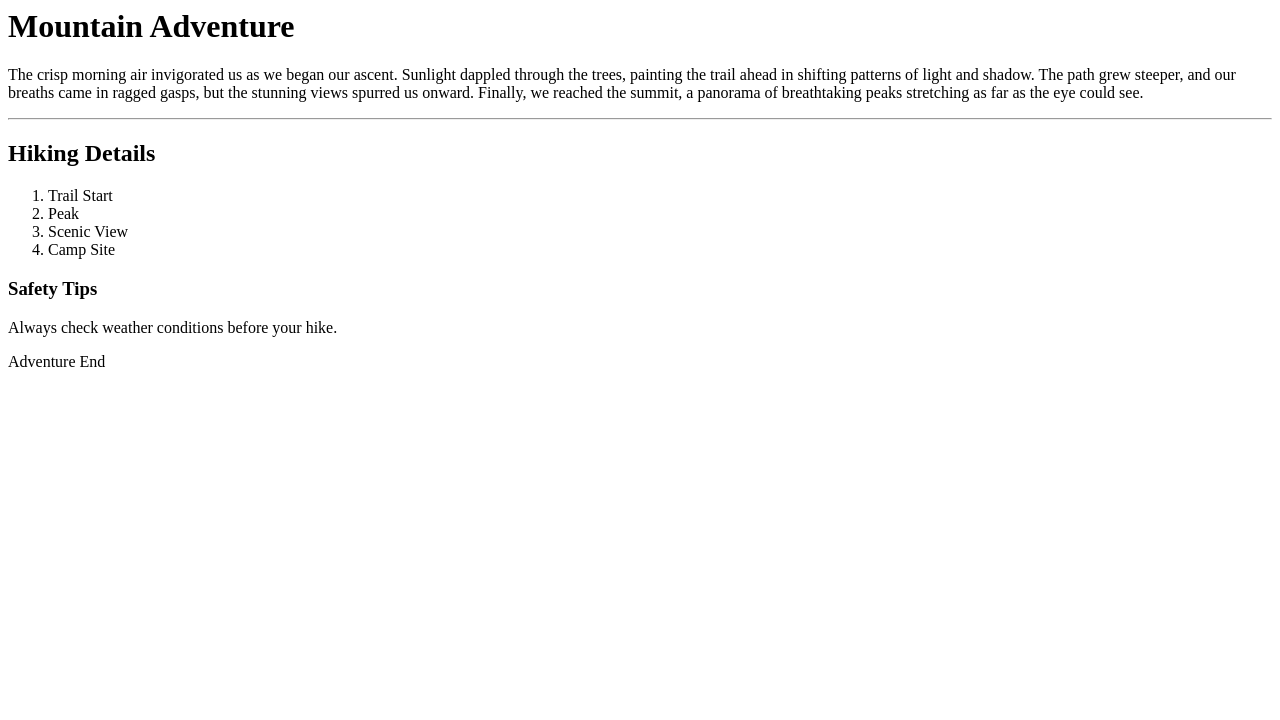 Mountain Adventure
The crisp morning air invigorated us as we began our ascent. Sunlight dappled through the trees, painting the trail ahead in shifting patterns of light and shadow. The path grew steeper, and our
breaths came in ragged gasps, but the stunning views spurred us onward. Finally, we reached the summit, a panorama of breathtaking peaks stretching as far as the eye could see.
Hiking Details
1. Trail Start
2. Peak
3. Scenic View
4. Camp Site
Safety Tips
Always check weather conditions before your hike.
Adventure End